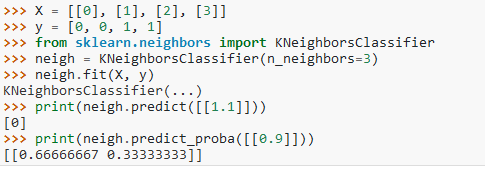 >>> X = [[0], [1], [2], [3]]
>>> y = [0, 0, 1, 1]
>>> from sklearn.neighbors import KNeighborsClassifier
>>> neigh = KNeighborsClassifier(n_neighbors=3)
>>> neigh.fit(X, y)
KNeighborsClassifier(...)
>>> print(neigh.predict([[1.1]]))
[0]
>>> print(neigh.predict_proba([[0.9]]))
[[0.66666667 0.33333333]]